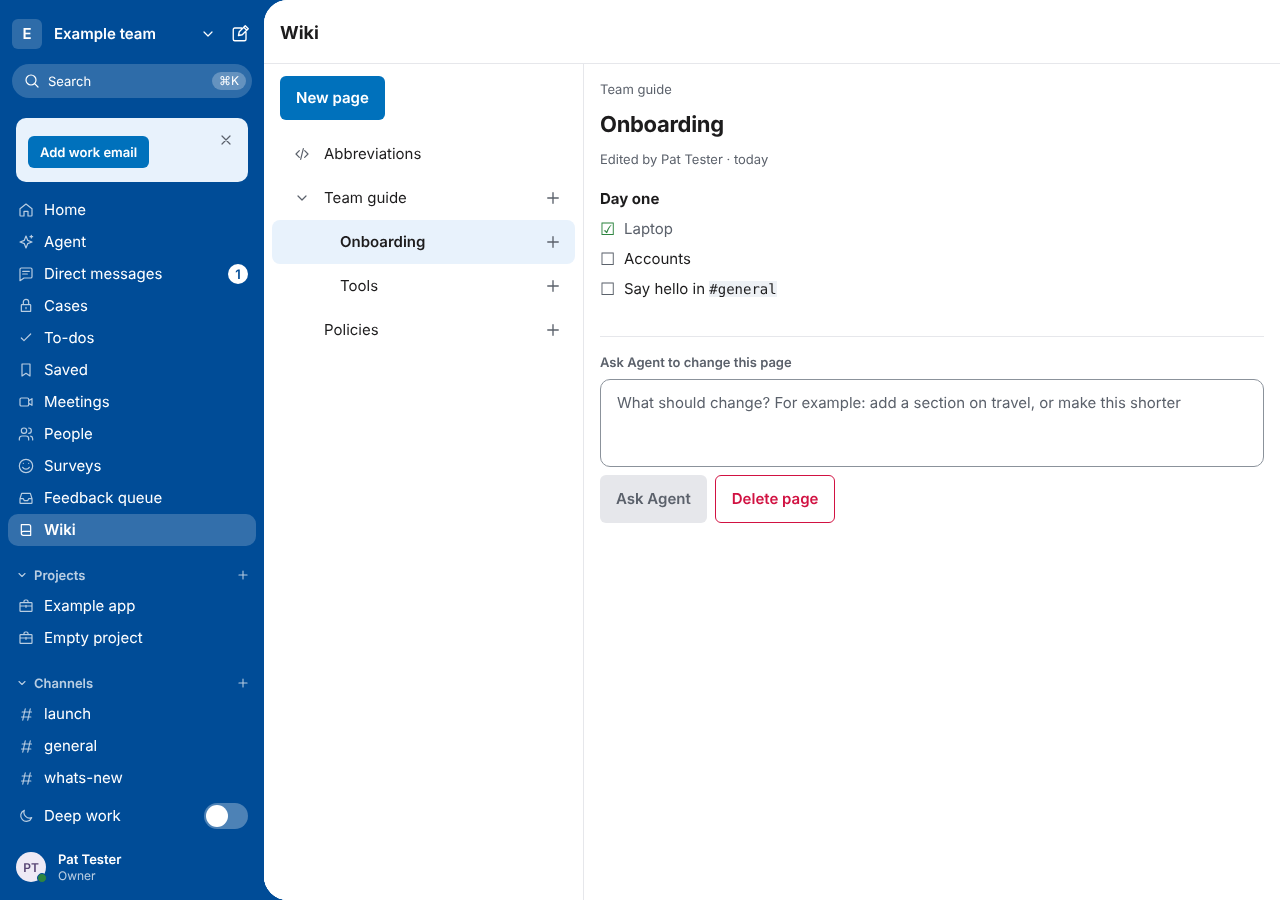 E Example team
Search ⌘K
Add work email
Home
Agent
Direct messages 1
Cases
To-dos
Saved
Meetings
People
Surveys
Feedback queue
Wiki
Projects
Example app
Empty project
Channels
launch
general
whats-new
Deep work
PT Pat Tester
Owner
Wiki
New page
Abbreviations
Team guide
Onboarding
Tools
Policies
Team guide
Onboarding
Edited by Pat Tester · today
Day one
☑ Laptop
☐ Accounts
☐ Say hello in #general
Ask Agent to change this page
What should change? For example: add a section on travel, or make this shorter
Ask Agent
Delete page